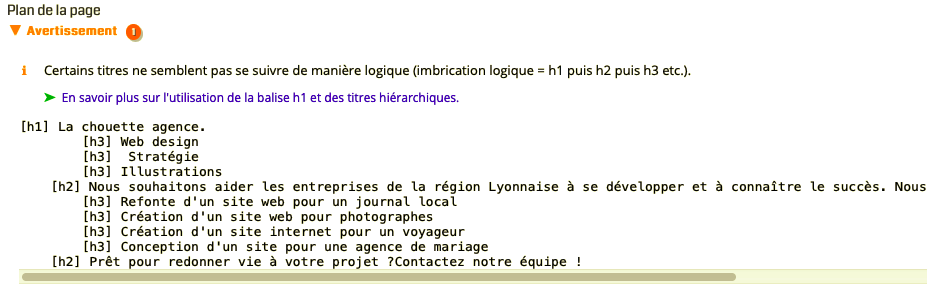 Plan de la page
▼ Avertissement 1
i Certains titres ne semblent pas se suivre de manière logique (imbrication logique = h1 puis h2 puis h3 etc.).
➤ En savoir plus sur l'utilisation de la balise h1 et des titres hiérarchiques.
[h1] La chouette agence.
[h3] Web design
[h3]  Stratégie
[h3] Illustrations
[h2] Nous souhaitons aider les entreprises de la région Lyonnaise à se développer et à connaître le succès. Nous
[h3] Refonte d'un site web pour un journal local
[h3] Création d'un site web pour photographes
[h3] Création d'un site internet pour un voyageur
[h3] Conception d'un site pour une agence de mariage
[h2] Prêt pour redonner vie à votre projet ?Contactez notre équipe !